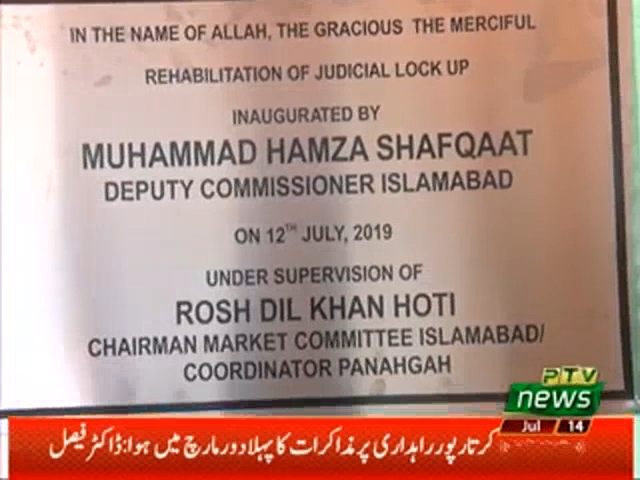 IN THE NAME OF ALLAH, THE GRACIOUS THE MERCIFUL
REHABILITATION OF JUDICIAL LOCK UP
INAUGURATED BY
MUHAMMAD HAMZA SHAFQAAT
DEPUTY COMMISSIONER ISLAMABAD
ON 12TH JULY, 2019
UNDER SUPERVISION OF
ROSH DIL KHAN HOTI
CHAIRMAN MARKET COMMITTEE ISLAMABAD/
COORDINATOR PANAHGAH
PTV
news
Jul 14
کرتارپور راہداری پر مذاکرات کا پہلا دور مارچ میں ہوا: ڈاکٹر فیصل